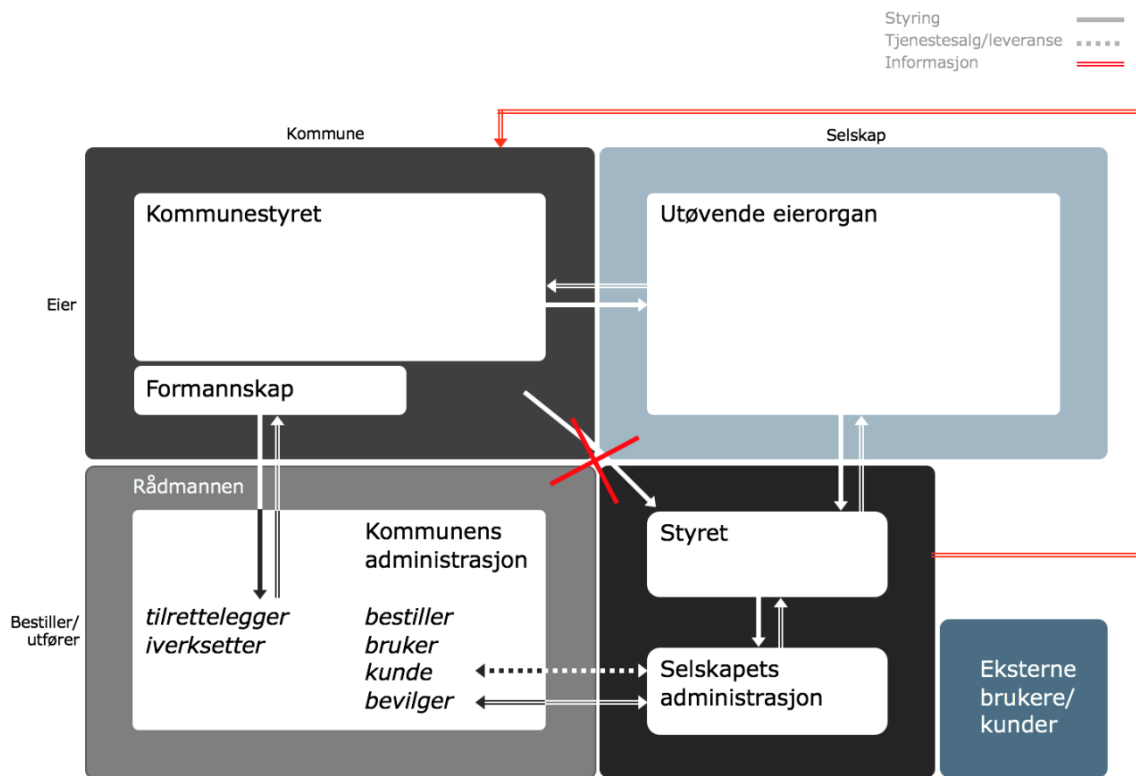 Styring
Tjenestesalg/leveranse
Informasjon
Kommune
Selskap
Kommunestyret
Utøvende eierorgan
Eier
Formannskap
Rådmannen
Kommunens
administrasjon
Styret
tilrettelegger
iverksetter
bestiller
bruker
kunde
bevilger
Bestiller/
utfører
Selskapets
administrasjon
Eksterne
brukere/
kunder